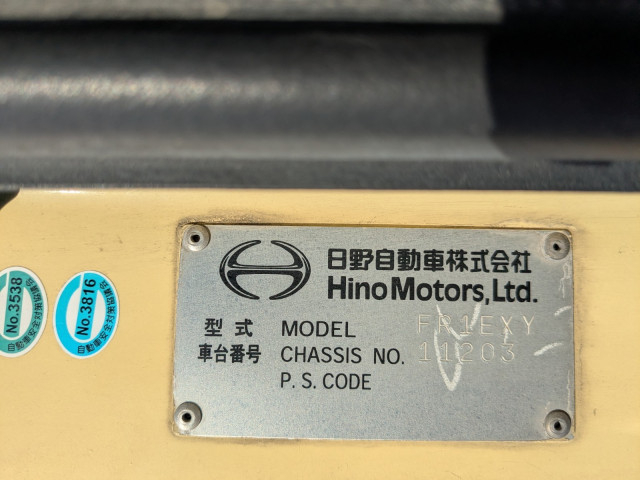 日野自動車株式会社
Hino Motors, Ltd.
型式 MODEL FR1EXY
車台番号 CHASSIS NO. 11203
P.S. CODE
No.3538
No.3816